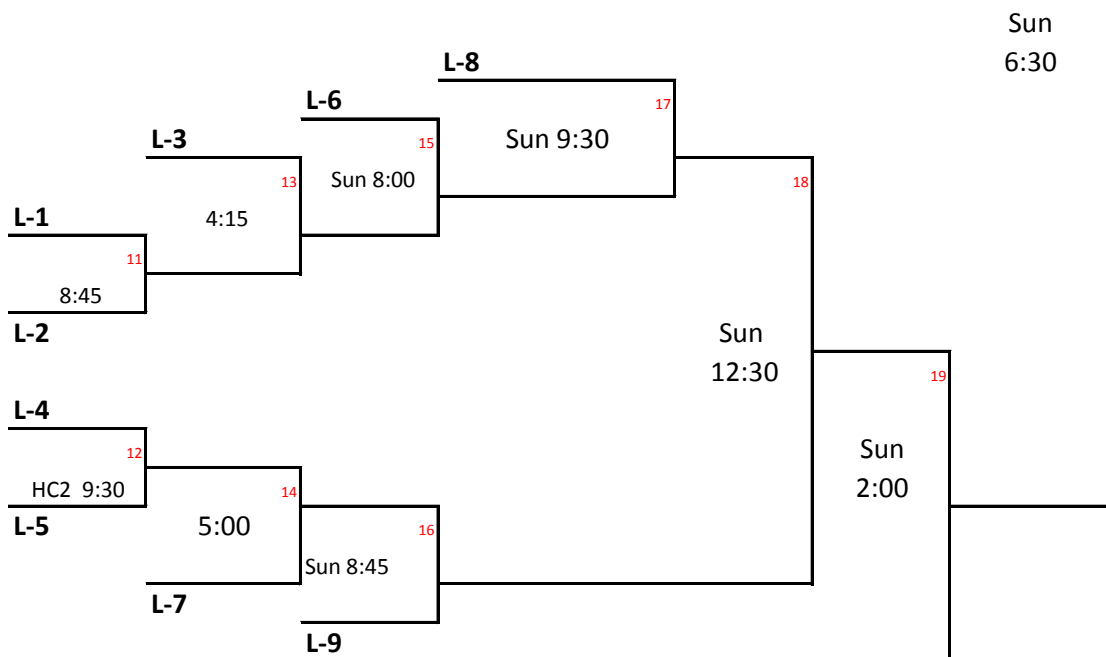 Sun
6:30
L-8
17
L-6
Sun 9:30
15
L-3
Sun 8:00
13
18
L-1
4:15
11
8:45
L-2
Sun
12:30
19
L-4
12
Sun
2:00
HC2 9:30
14
L-5
5:00
16
Sun 8:45
L-7
L-9